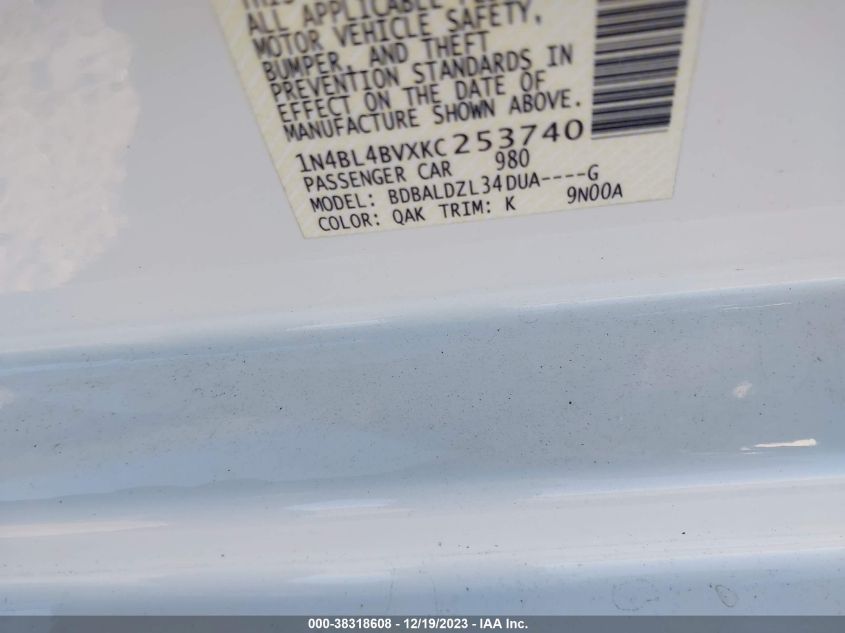 ALL APPLICABLE
MOTOR VEHICLE SAFETY,
BUMPER, AND THEFT
PREVENTION STANDARDS IN
EFFECT ON THE DATE OF
MANUFACTURE SHOWN ABOVE.
1N4BL4BVXKC253740
PASSENGER CAR 980
MODEL: BDBALDZL34DUA----G
COLOR: QAK TRIM: K 9N00A
000-38318608 - 12/19/2023 - IAA Inc.